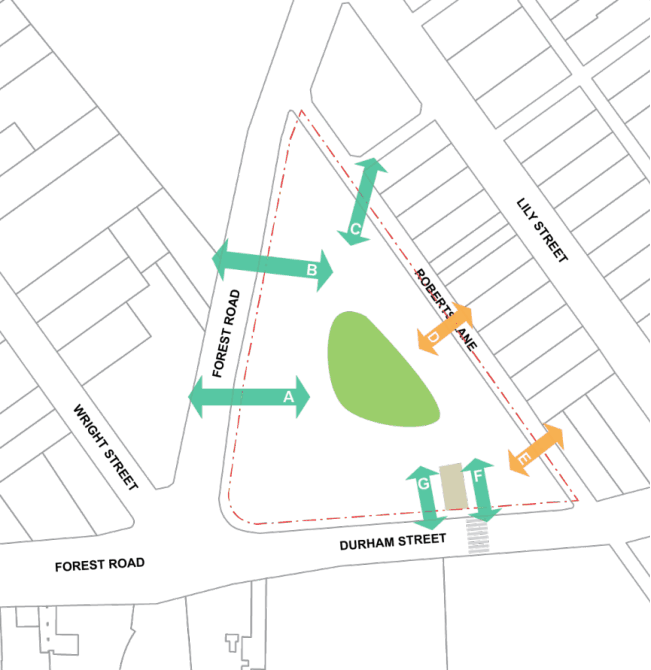 C
LILY STREET
B
ROBERTS LANE
D
FOREST ROAD
A
WRIGHT STREET
E
G
F
DURHAM STREET
FOREST ROAD